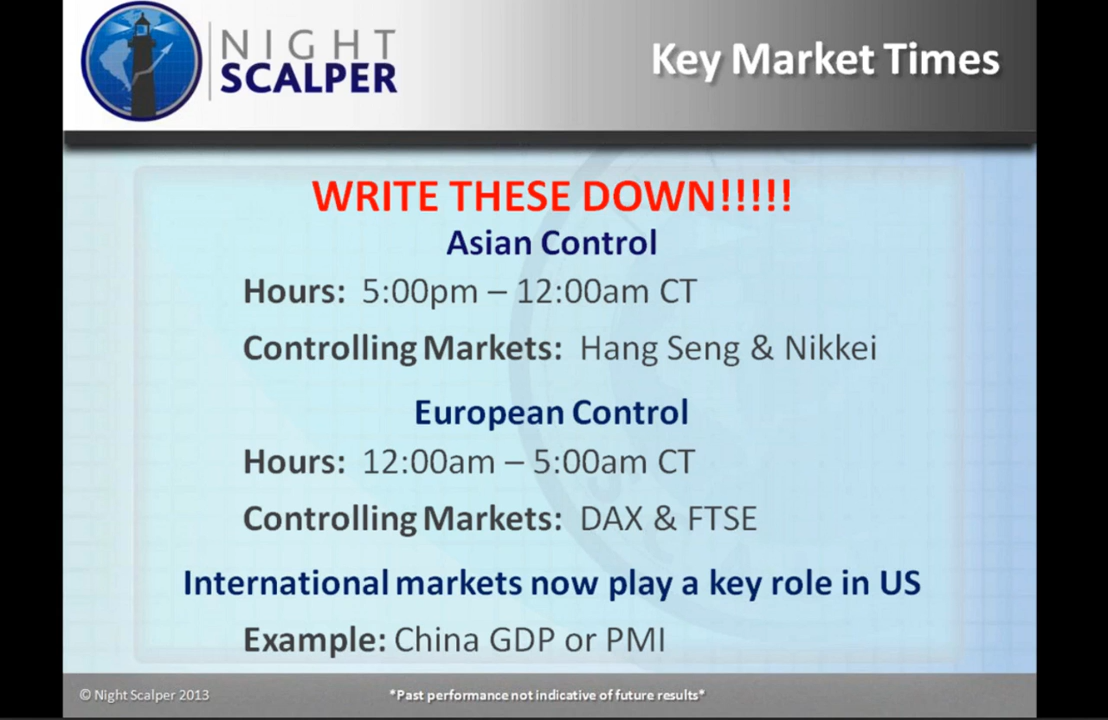 NIGHT
SCALPER
Key Market Times
WRITE THESE DOWN!!!!!
Asian Control
Hours: 5:00pm – 12:00am CT
Controlling Markets: Hang Seng & Nikkei
European Control
Hours: 12:00am – 5:00am CT
Controlling Markets: DAX & FTSE
International markets now play a key role in US
Example: China GDP or PMI
© Night Scalper 2013
*Past performance not indicative of future results*